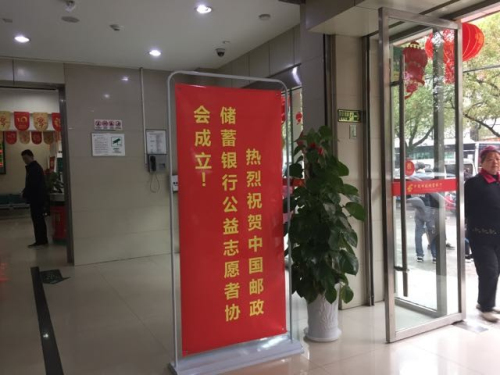 热烈祝贺中国邮政
储蓄银行公益志愿者协
会成立！